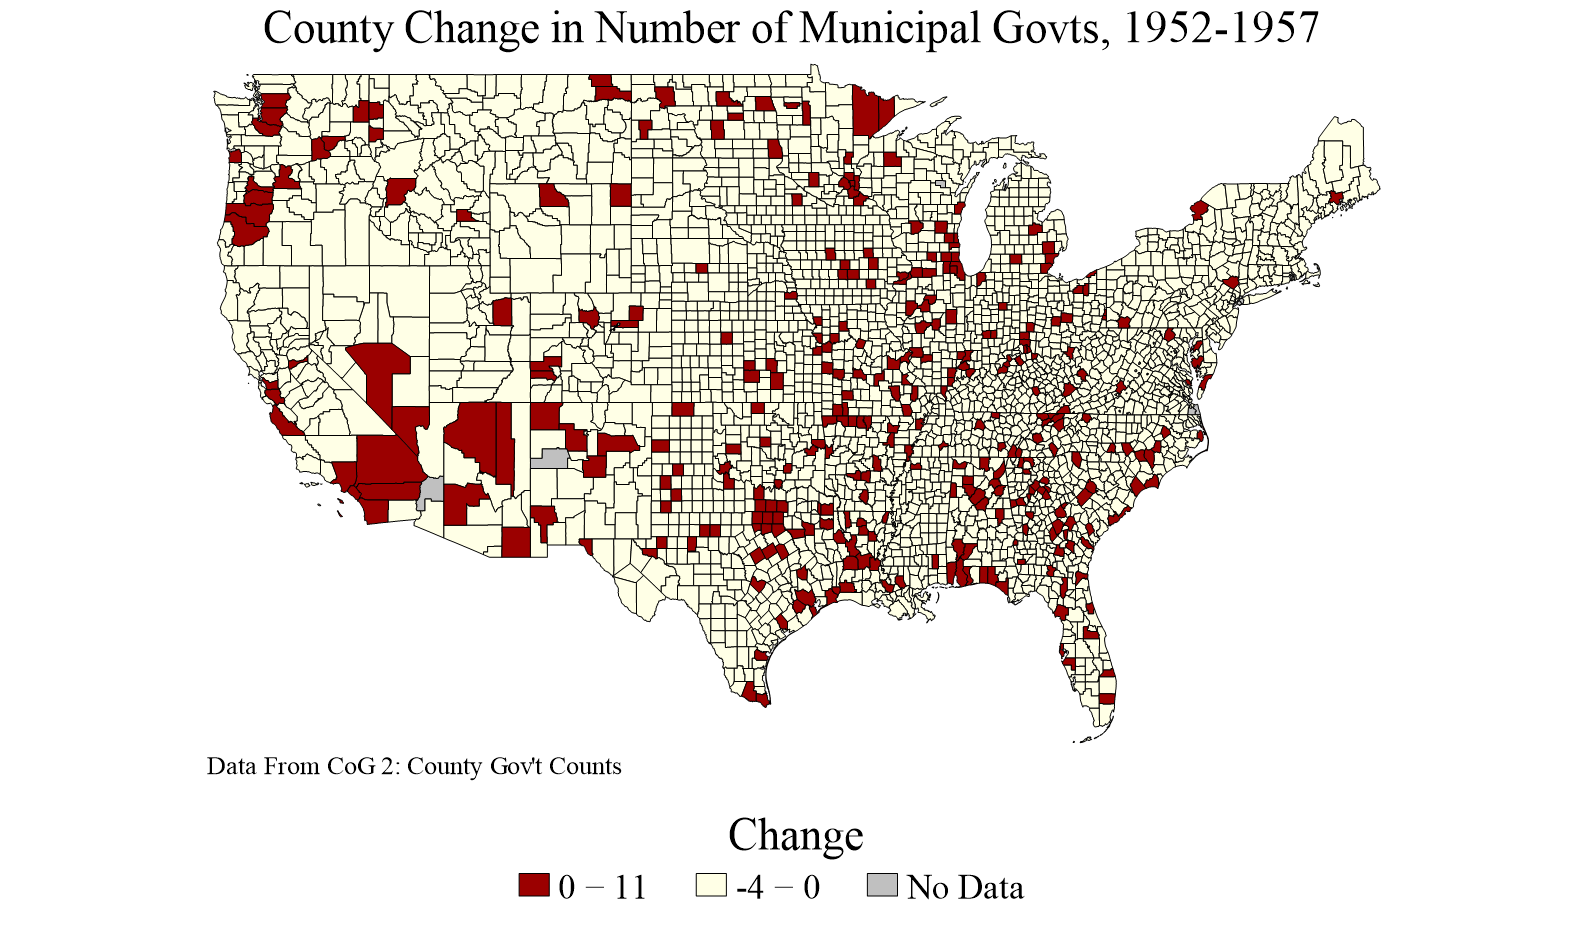 County Change in Number of Municipal Govts, 1952-1957
Data From CoG 2: County Gov't Counts
Change
0 − 11
-4 − 0
No Data